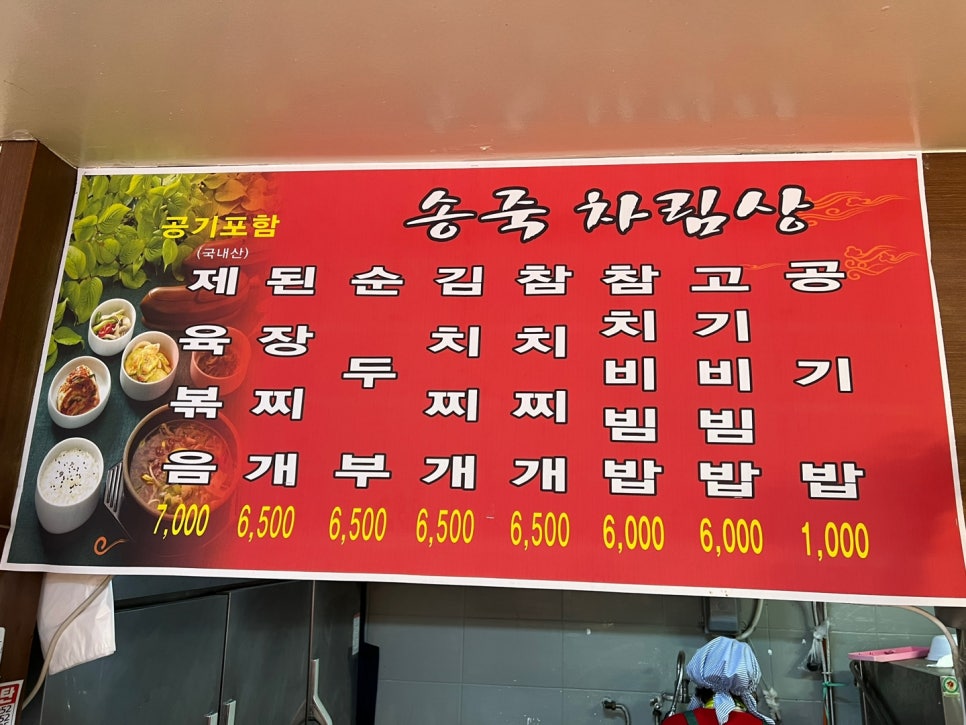 송죽 차림상
공기포함
(국내산)
제육볶음
7,000
된장찌개
6,500
순두부
6,500
김치찌개
6,500
참치찌개
6,500
참치비빔밥
6,000
고기비빔밥
6,000
공기밥
1,000